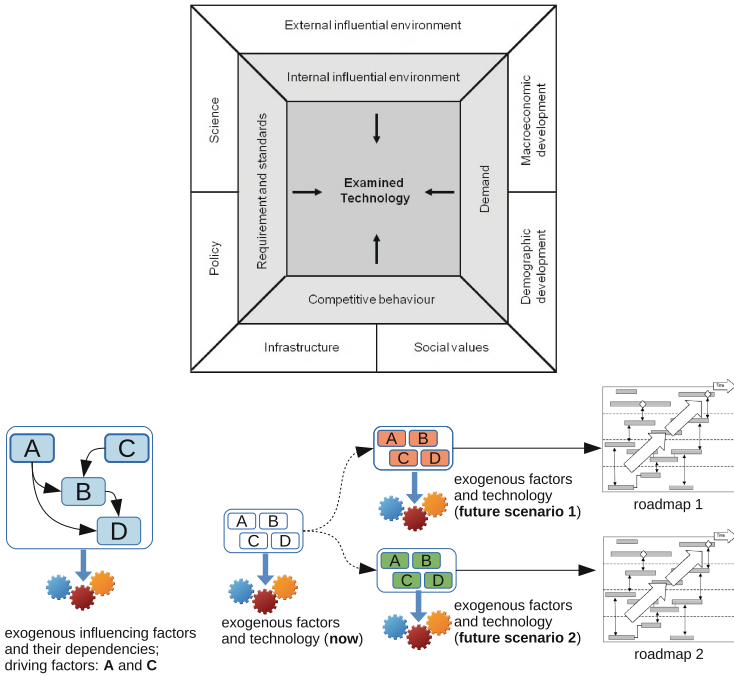 External influential environment
Internal influential environment
Science
Policy
Requirement and standards
Examined
Technology
Demand
Macroeconomic
development
Demographic
development
Competitive behaviour
Infrastructure
Social values
A
C
B
D
exogenous influencing factors
and their dependencies;
driving factors: A and C
A B
C D
exogenous factors
and technology (now)
A B
C D
exogenous factors
and technology
(future scenario 1)
Time
roadmap 1
A B
C D
exogenous factors
and technology
(future scenario 2)
Time
roadmap 2